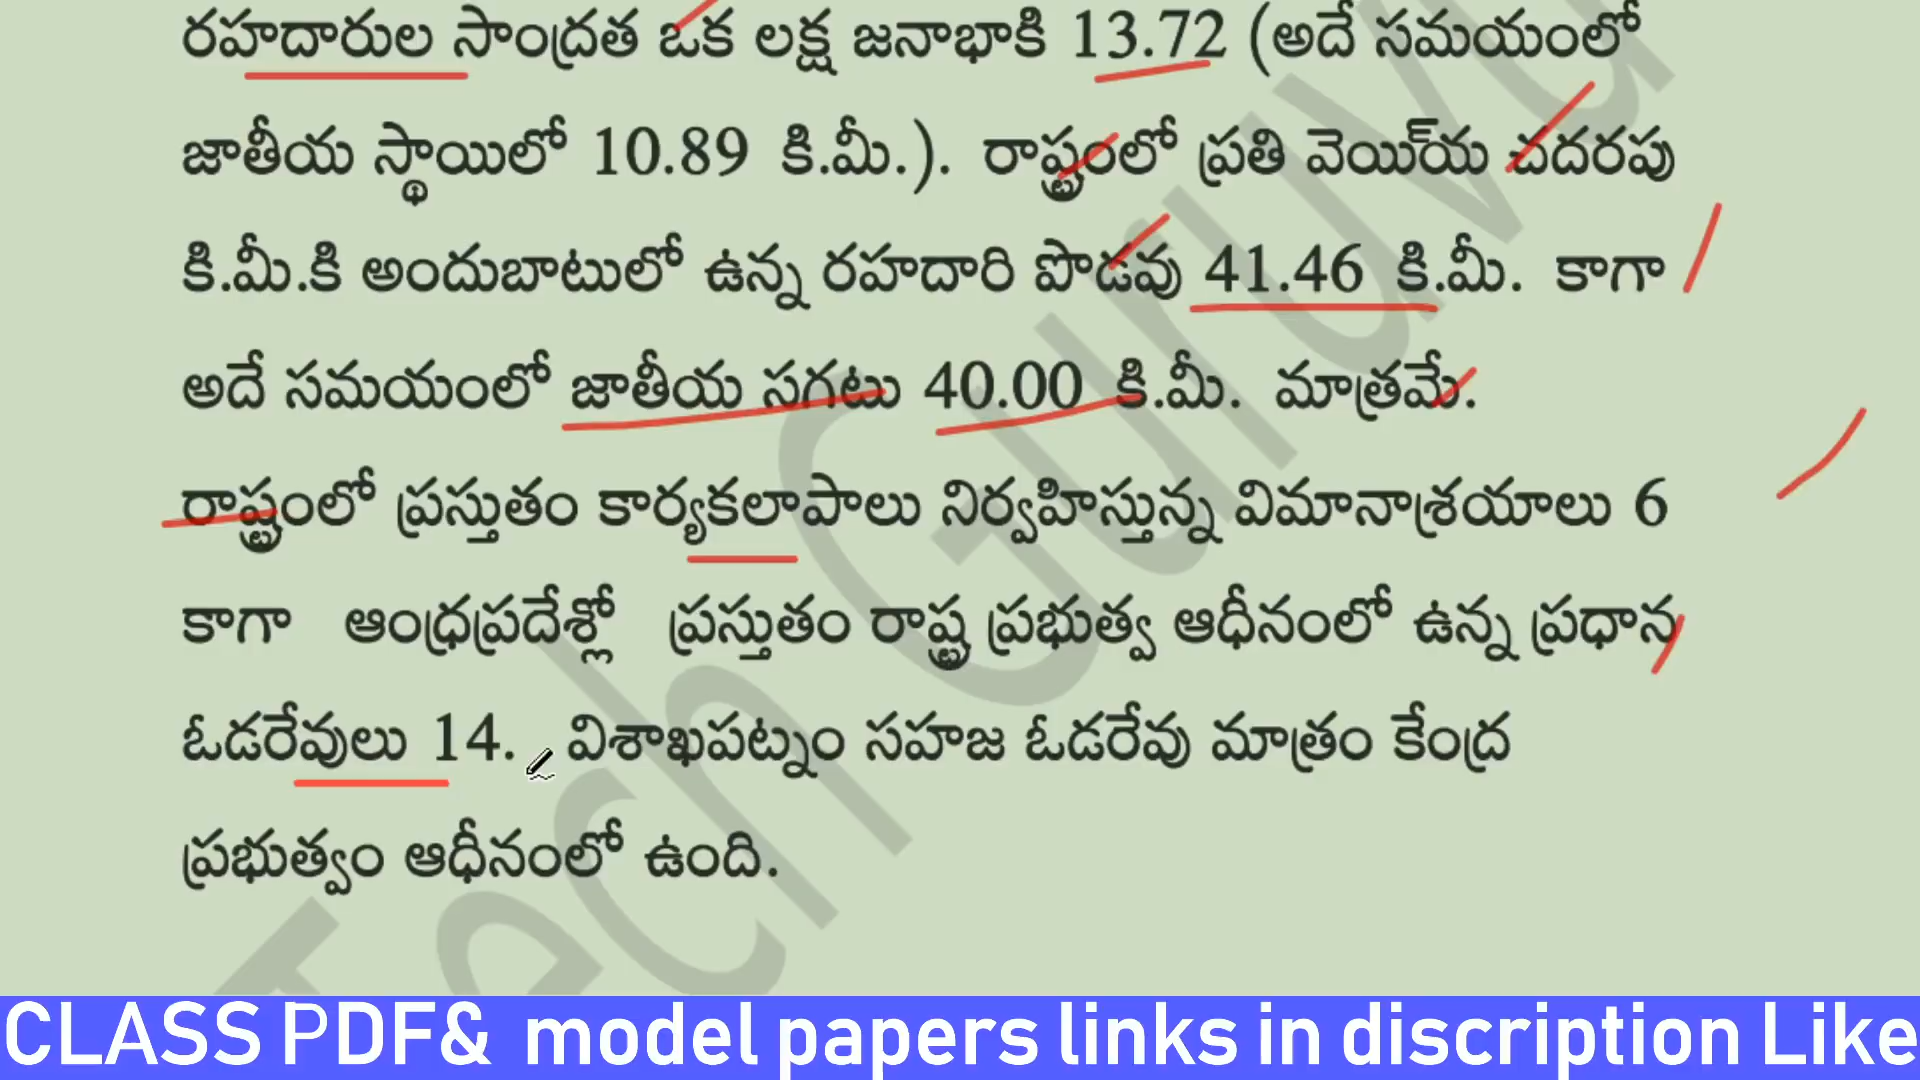 రహదారుల సాంద్రత ఒక లక్ష జనాభాకి 13.72 (అదే సమయంలో
జాతీయ స్థాయిలో 10.89 కి.మీ.). రాష్ట్రంలో ప్రతి వెయ్యి చదరపు
కి.మీ.కి అందుబాటులో ఉన్న రహదారి పొడవు 41.46 కి.మీ. కాగా
అదే సమయంలో జాతీయ సగటు 40.00 కి.మీ. మాత్రమే.
రాష్ట్రంలో ప్రస్తుతం కార్యకలాపాలు నిర్వహిస్తున్న విమానాశ్రయాలు 6
కాగా ఆంధ్రప్రదేశ్లో ప్రస్తుతం రాష్ట్ర ప్రభుత్వ ఆధీనంలో ఉన్న ప్రధాన
ఓడరేవులు 14. విశాఖపట్నం సహజ ఓడరేవు మాత్రం కేంద్ర
ప్రభుత్వం ఆధీనంలో ఉంది.
Tech Guruvu
CLASS PDF& model papers links in discription Like